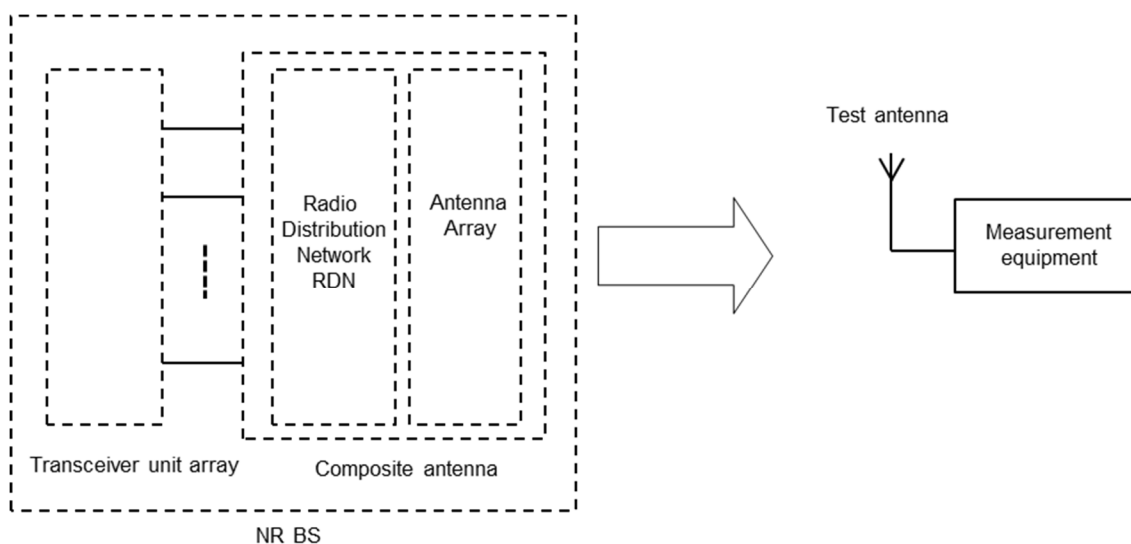 Test antenna
Radio
Distribution
Network
RDN
Antenna
Array
Measurement
equipment
Transceiver unit array
Composite antenna
NR BS